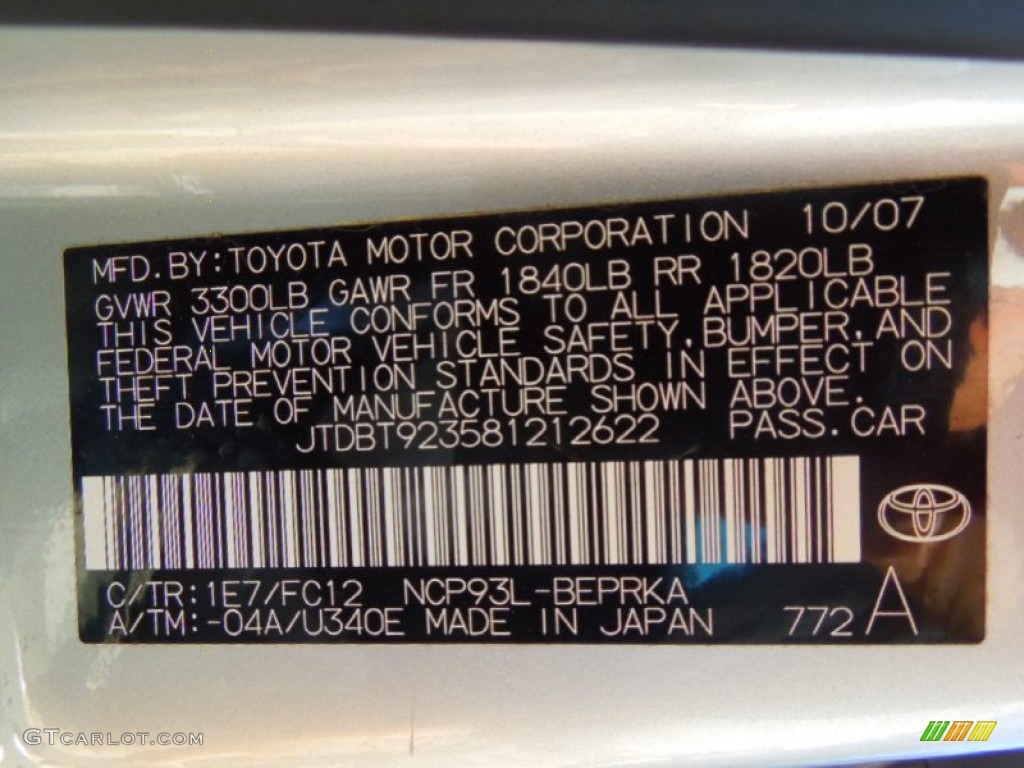 MFD.BY:TOYOTA MOTOR CORPORATION 10/07
GVWR 3300LB GAWR FR 1840LB RR 1820LB
THIS VEHICLE CONFORMS TO ALL APPLICABLE
FEDERAL MOTOR VEHICLE SAFETY,BUMPER,AND
THEFT PREVENTION STANDARDS IN EFFECT ON
THE DATE OF MANUFACTURE SHOWN ABOVE.
JTDBT923581212622 PASS.CAR
C/TR:1E7/FC12 NCP93L-BEPRKA
A/TM:-04A/U340E MADE IN JAPAN 772 A
GTCARLOT.COM